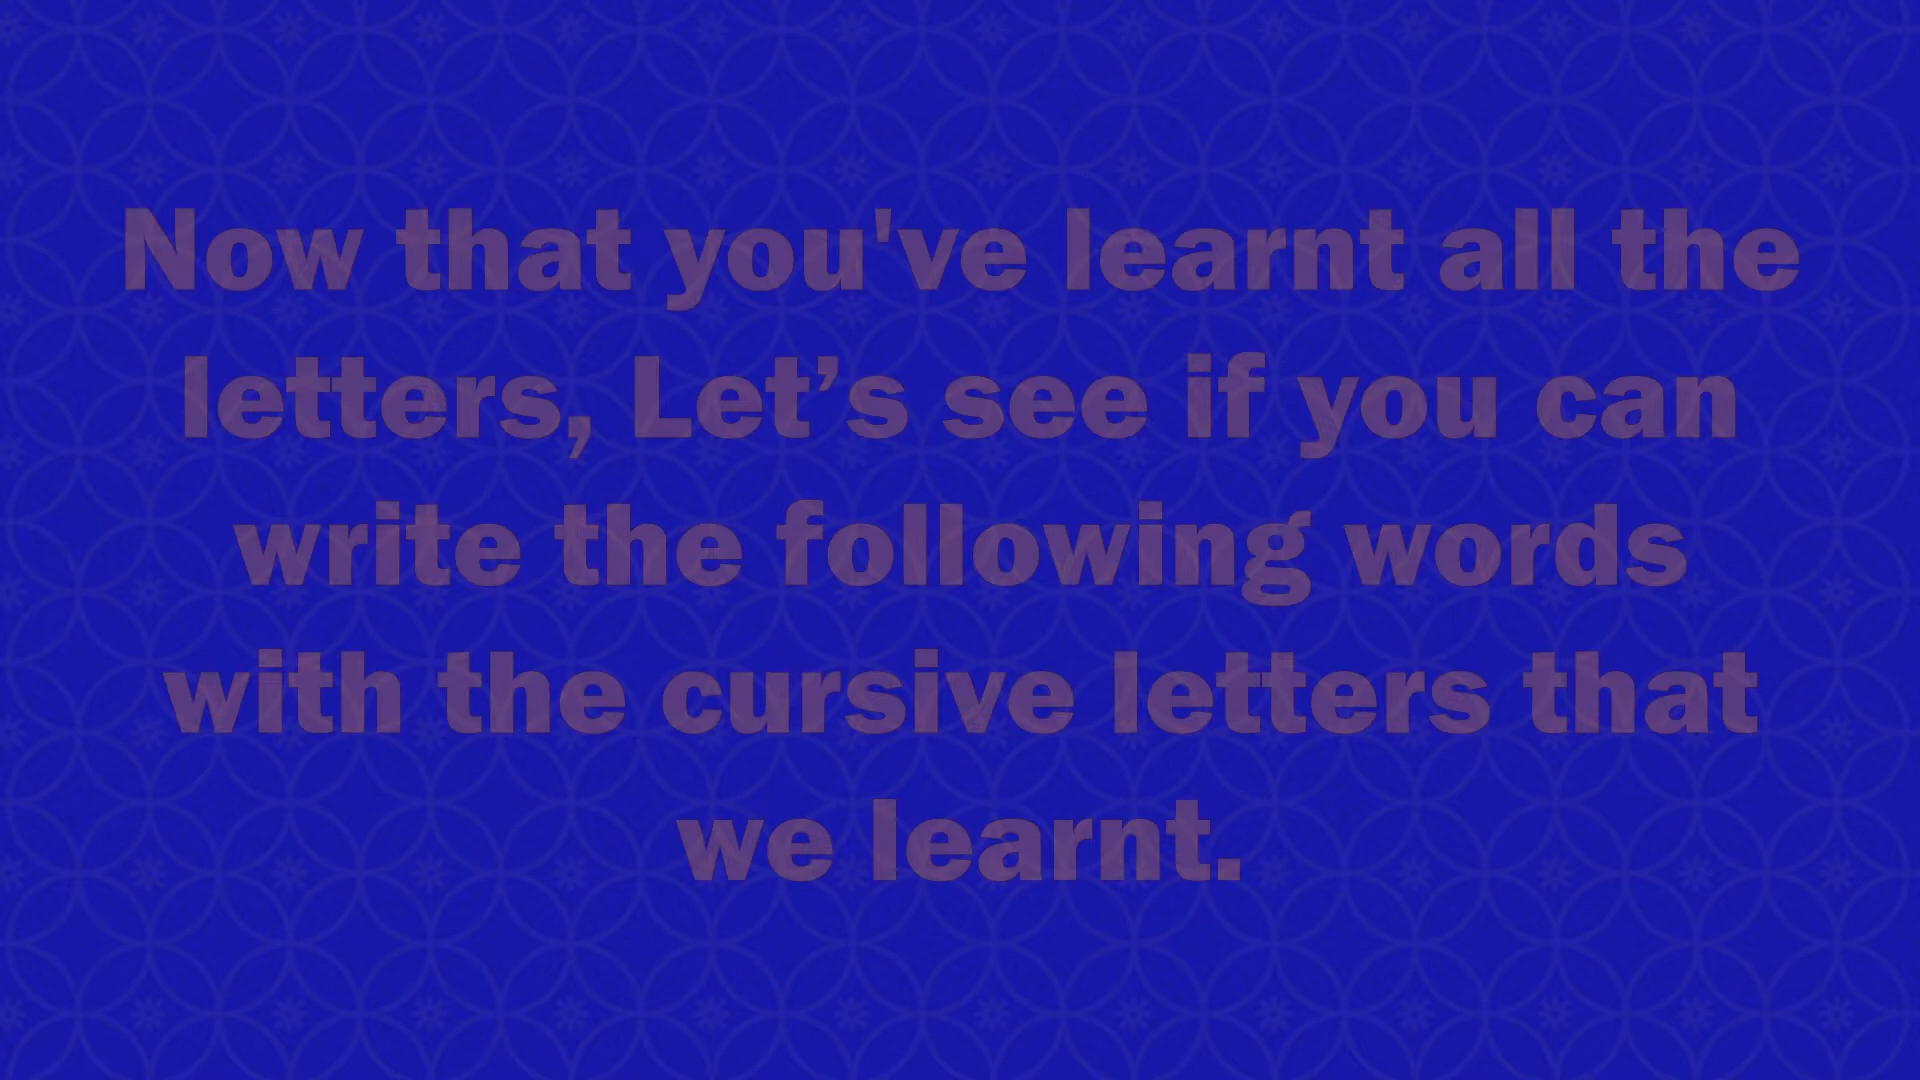 Now that you've learnt all the
letters, Let’s see if you can
write the following words
with the cursive letters that
we learnt.